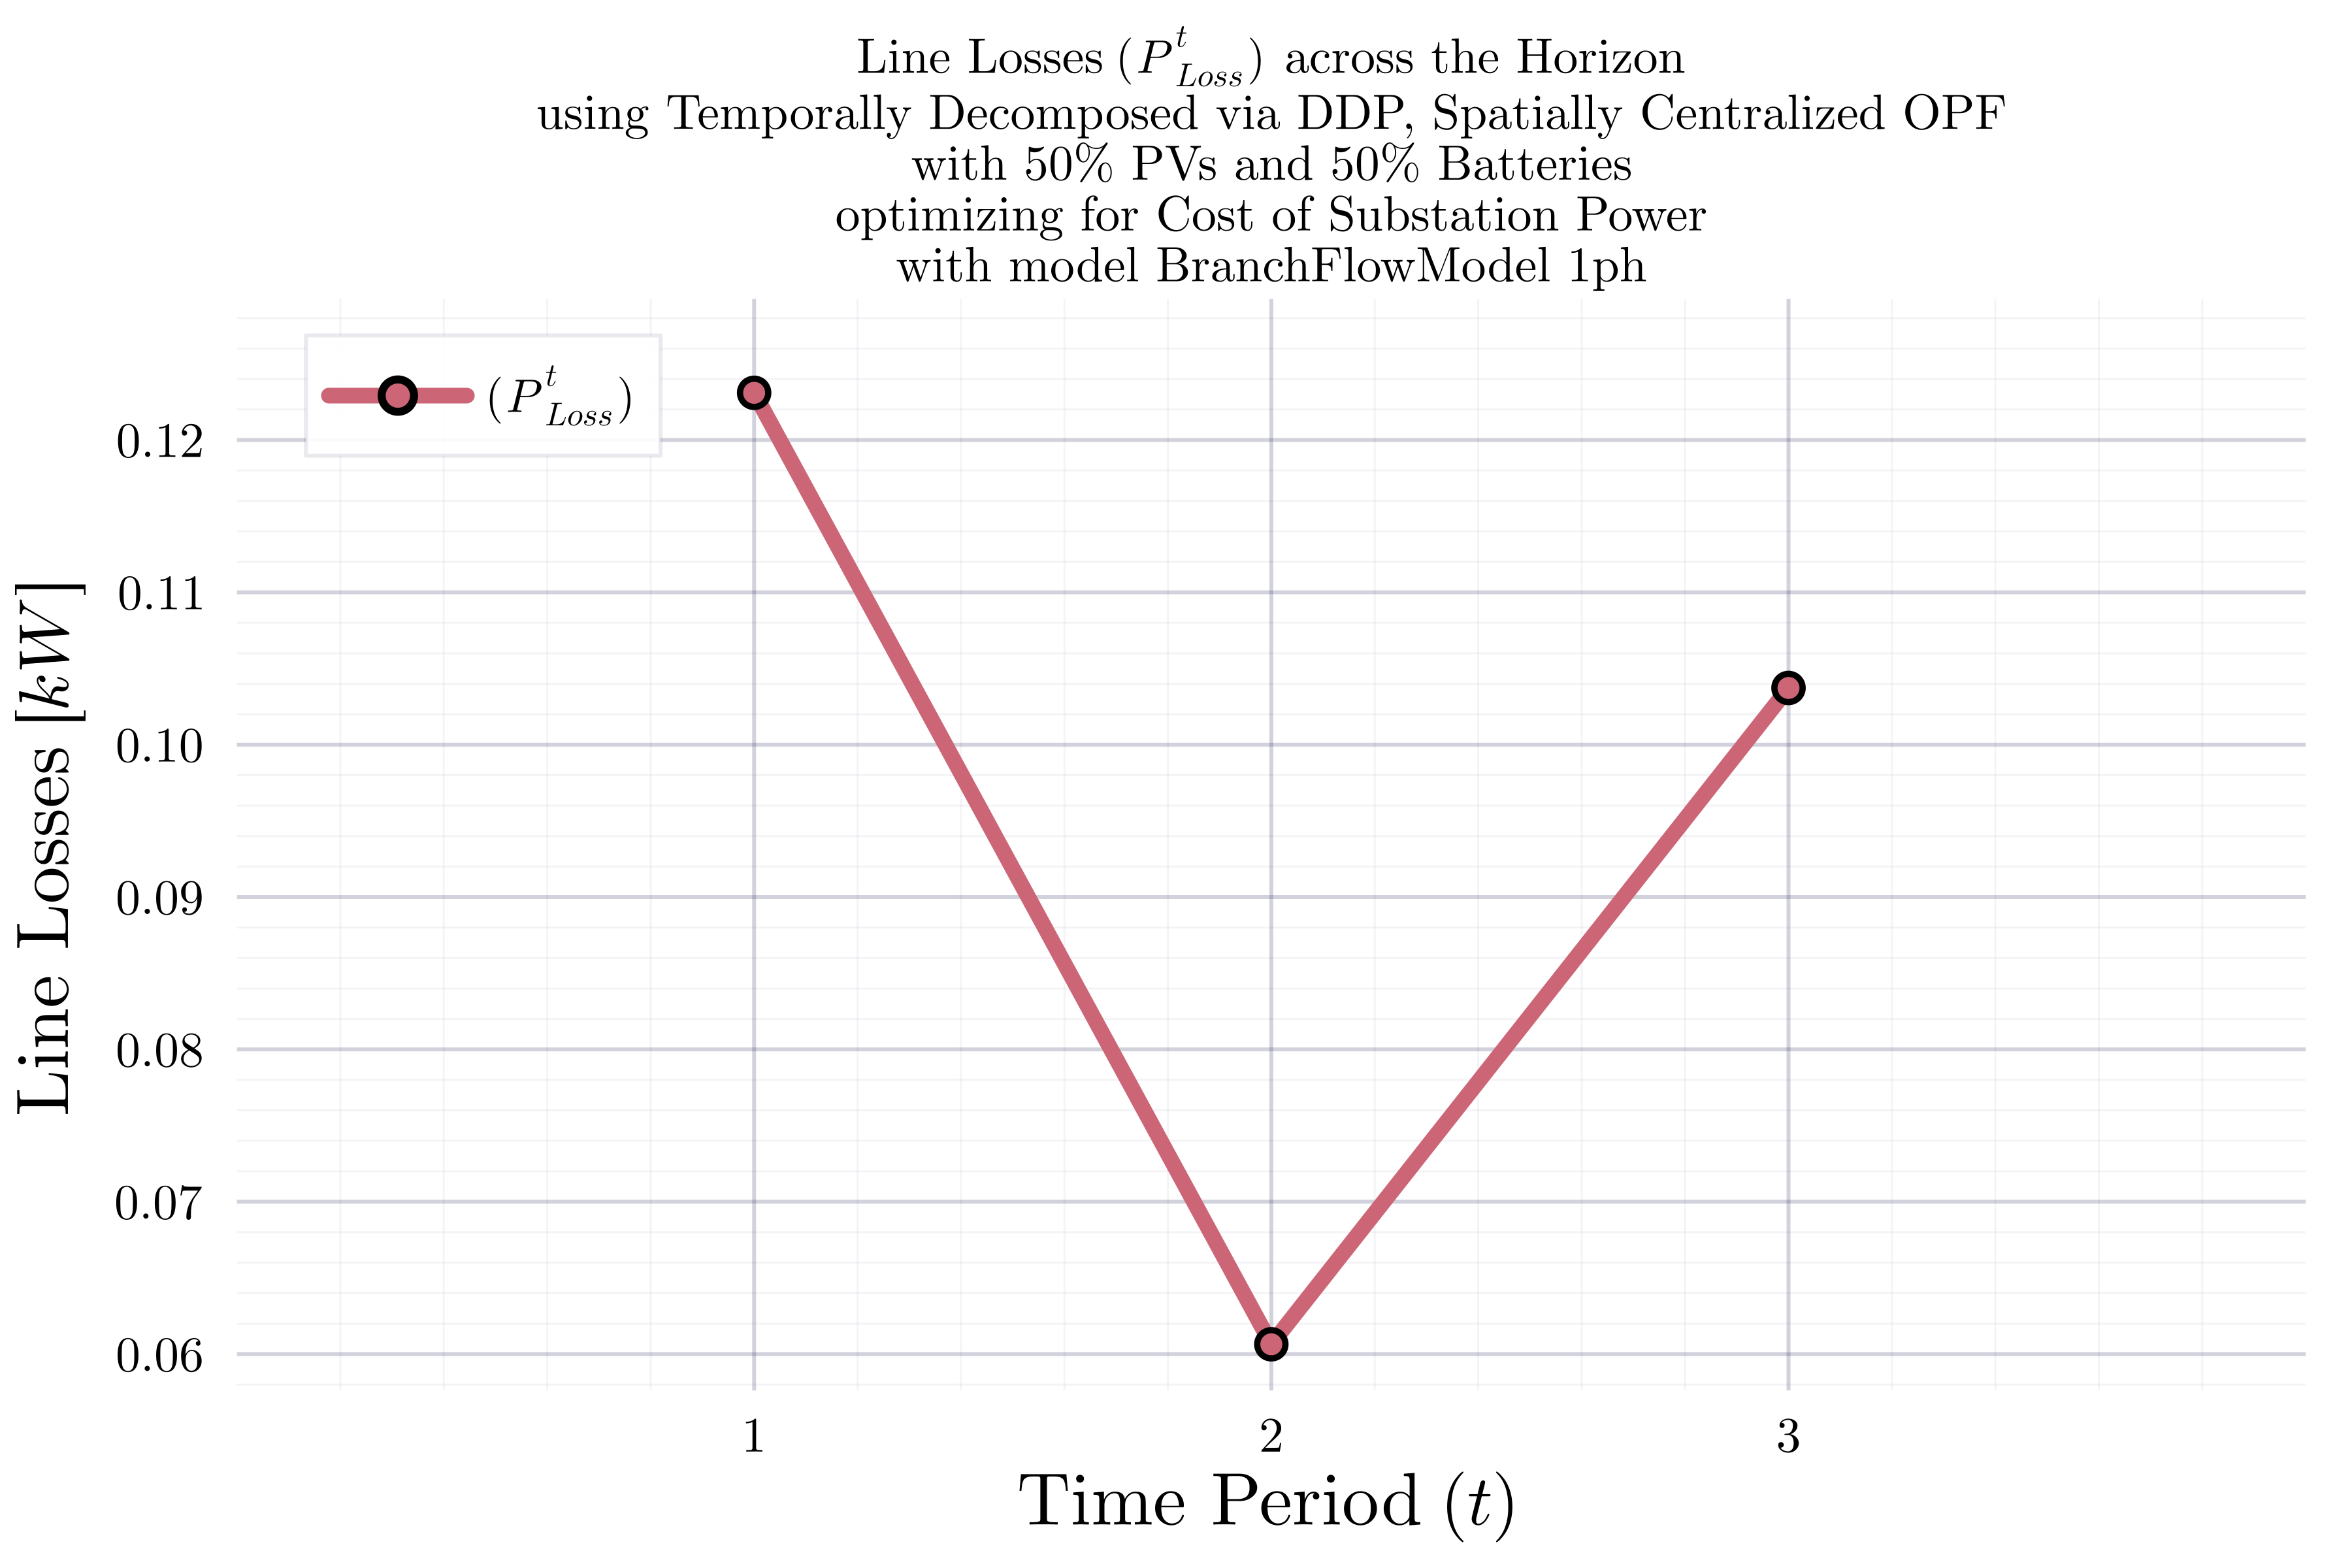 Line Losses (P^t_Loss) across the Horizon
using Temporally Decomposed via DDP, Spatially Centralized OPF
with 50% PVs and 50% Batteries
optimizing for Cost of Substation Power
with model BranchFlowModel 1ph
(P^t_Loss)
0.12
0.11
0.10
0.09
0.08
0.07
0.06
Line Losses [kW]
1 2 3
Time Period (t)